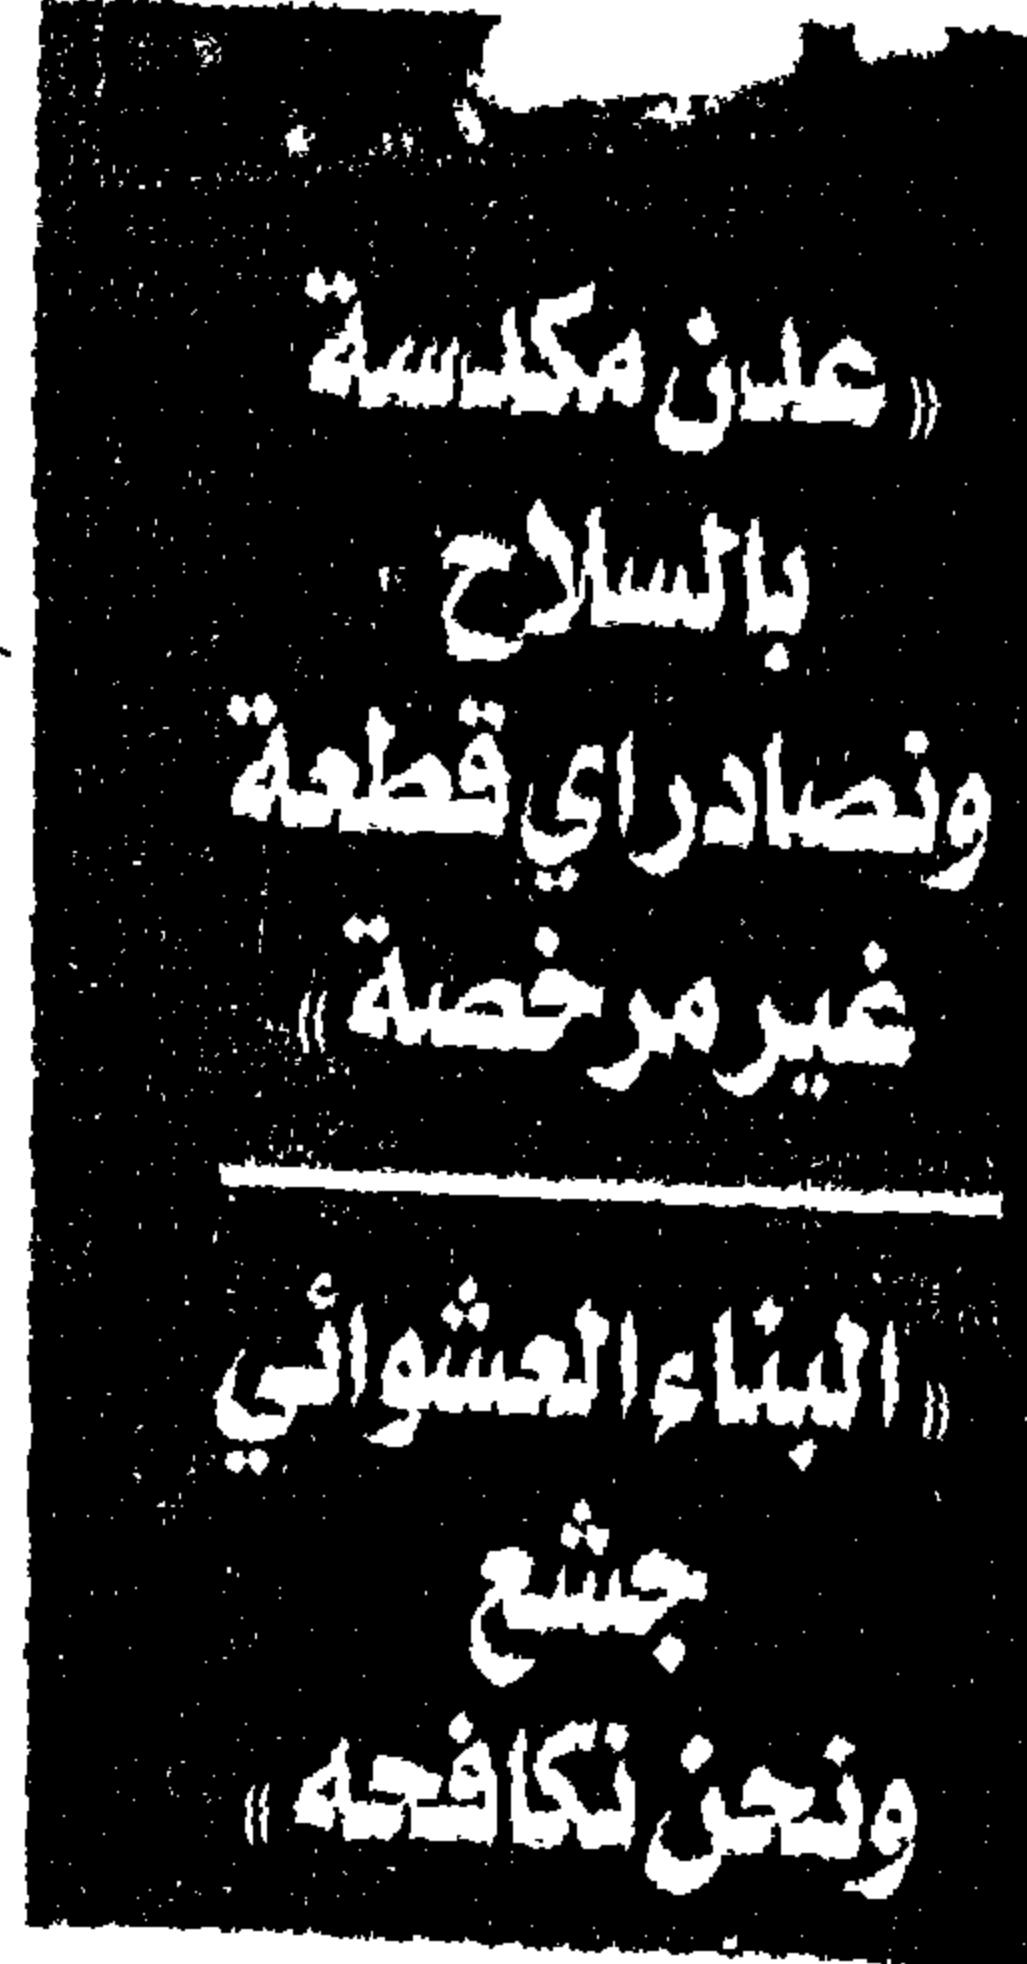 «عدن مكدسة
بالسلاح
ونصادر اي قطعة
غير مرخصة»
«البناء العشوائي
جشع
ونحن نكافحه»